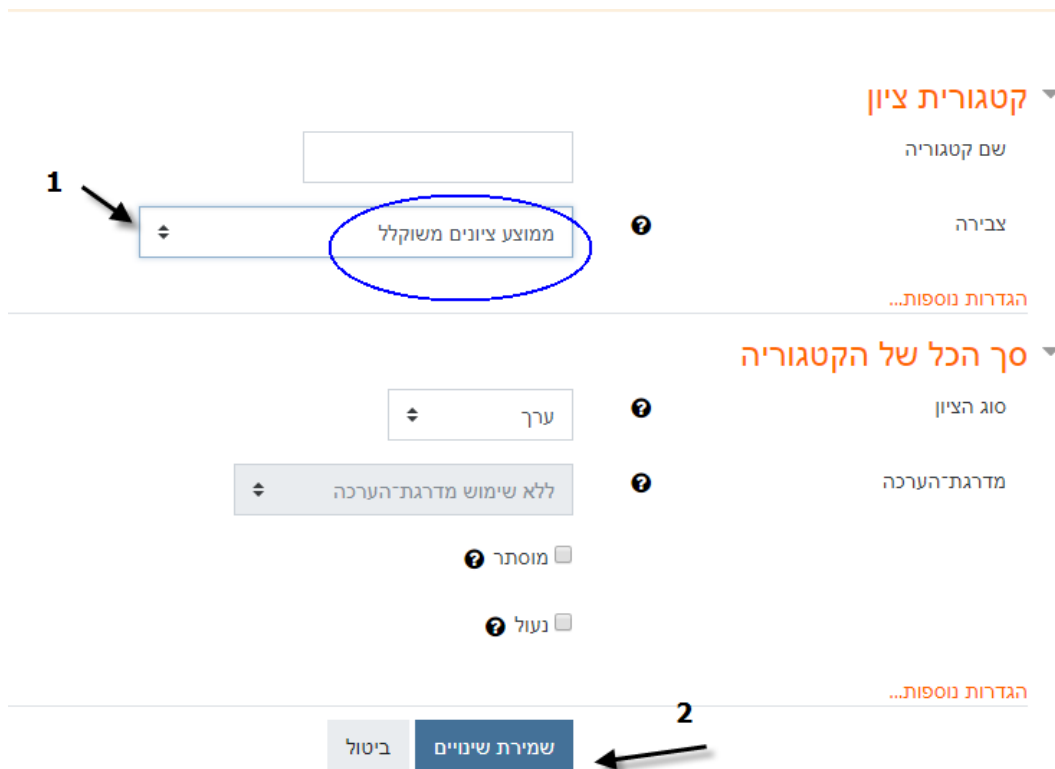 קטגורית ציון
שם קטגוריה
1
צבירה
ממוצע ציונים משוקלל
הגדרות נוספות...
סך הכל של הקטגוריה
סוג הציון
ערך
מדרגת־הערכה
ללא שימוש מדרגת־הערכה
מוסתר
נעול
הגדרות נוספות...
2
שמירת שינויים
ביטול